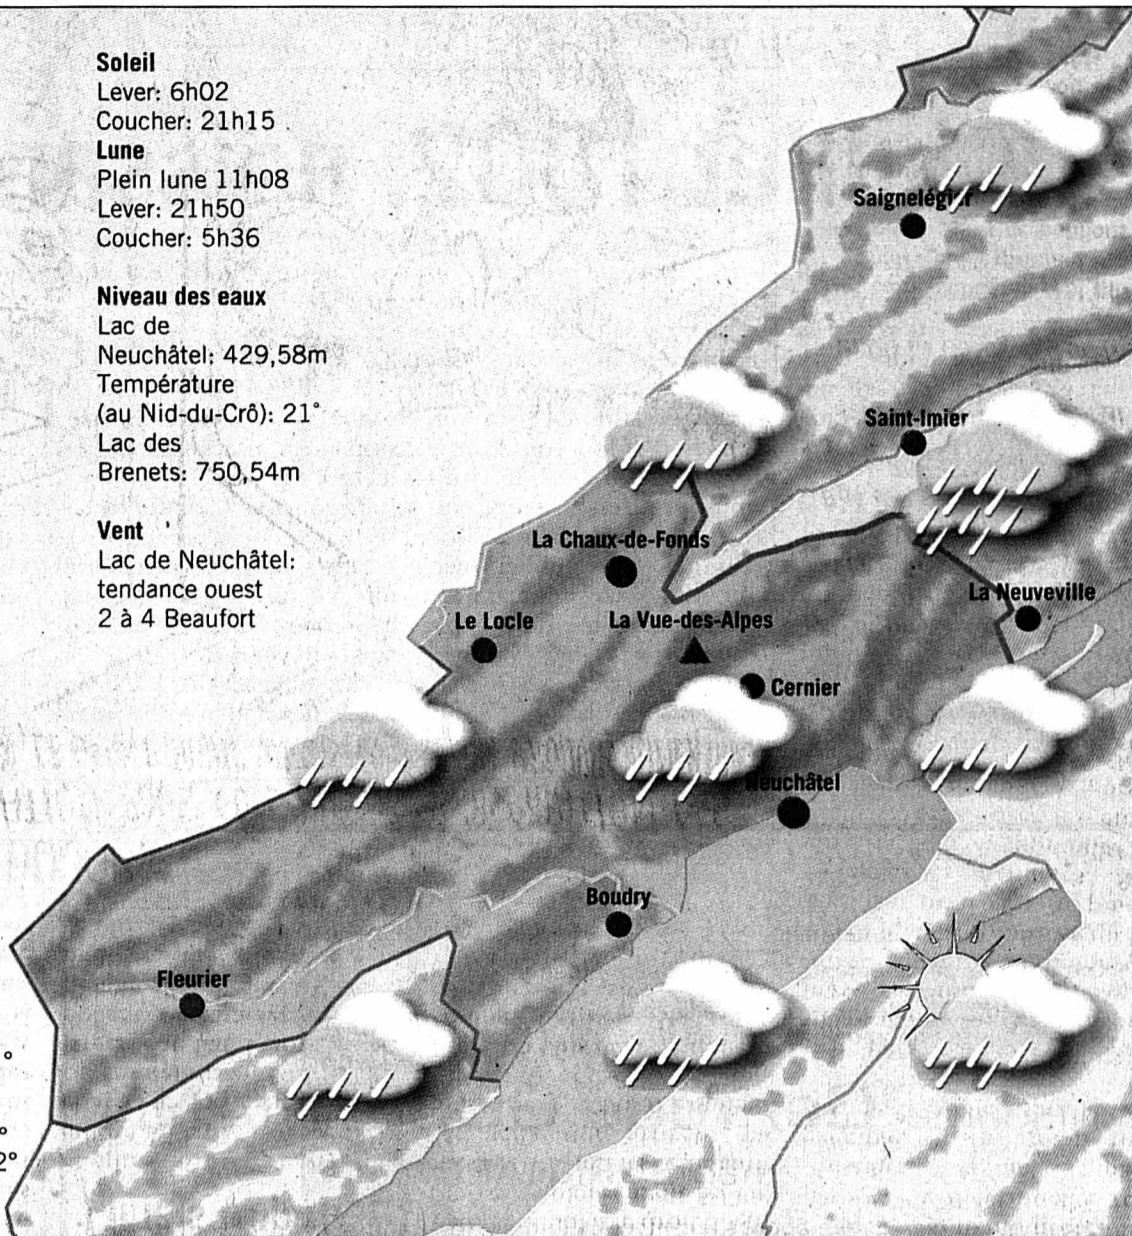 Soleil
Lever: 6h02
Coucher: 21h15
Lune
Plein lune 11h08
Lever: 21h50
Coucher: 5h36
Niveau des eaux
Lac de
Neuchâtel: 429,58m
Température
(au Nid-du-Crô): 21°
Lac des
Brenets: 750,54m
Vent
Lac de Neuchâtel:
tendance ouest
2 à 4 Beaufort
Saignelégier
Saint-Imier
La Chaux-de-Fonds
La Neuveville
Le Locle
La Vue-des-Alpes
Cernier
Neuchâtel
Boudry
Fleurier
°
°
2°